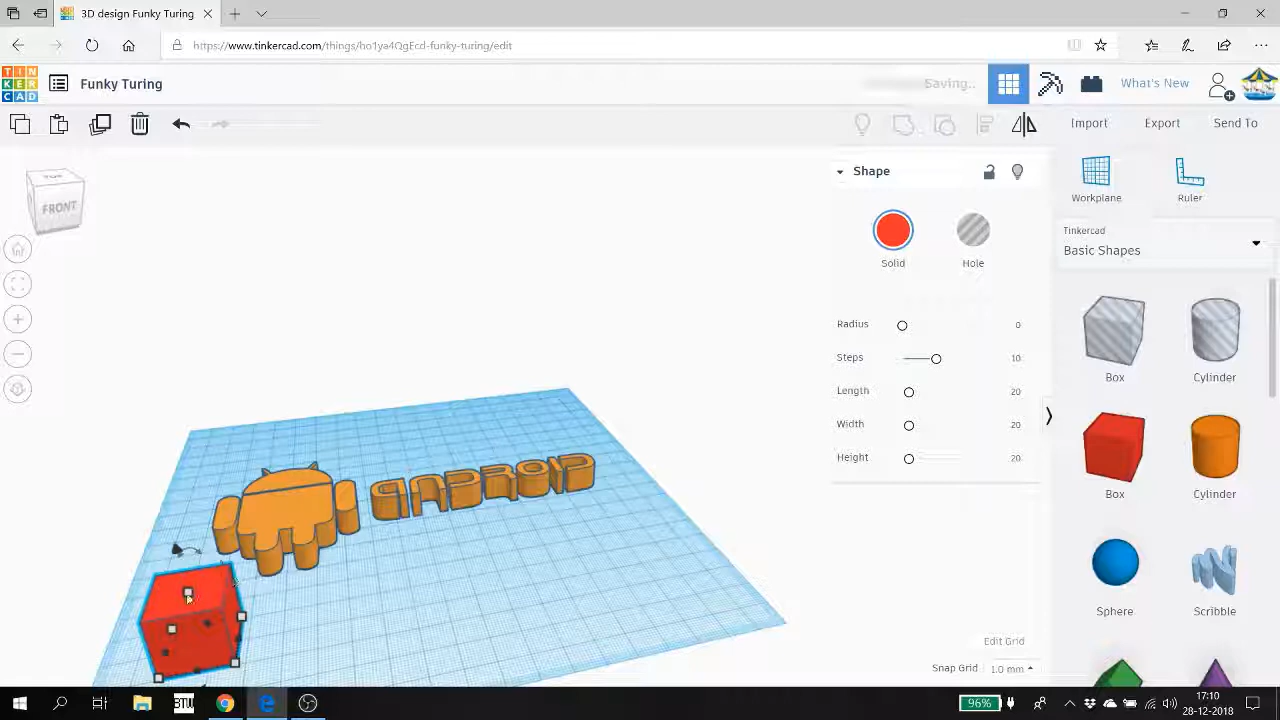 3D design Funky Turing
https://www.tinkercad.com/things/ho1ya4QgEcd-funky-turing/edit
TIN
KER
CAD
Funky Turing
Saving..
What's New
Import
Export
Send To
TOP
FRONT
Shape
Solid
Hole
Radius 0
Steps 10
Length 20
Width 20
Height 20
Workplane
Ruler
Tinkercad
Basic Shapes
Box
Cylinder
Box
Cylinder
Sphere
Scribble
ANDROID
Edit Grid
Snap Grid 1.0 mm
BTW
96%
17:10
28-12-2018